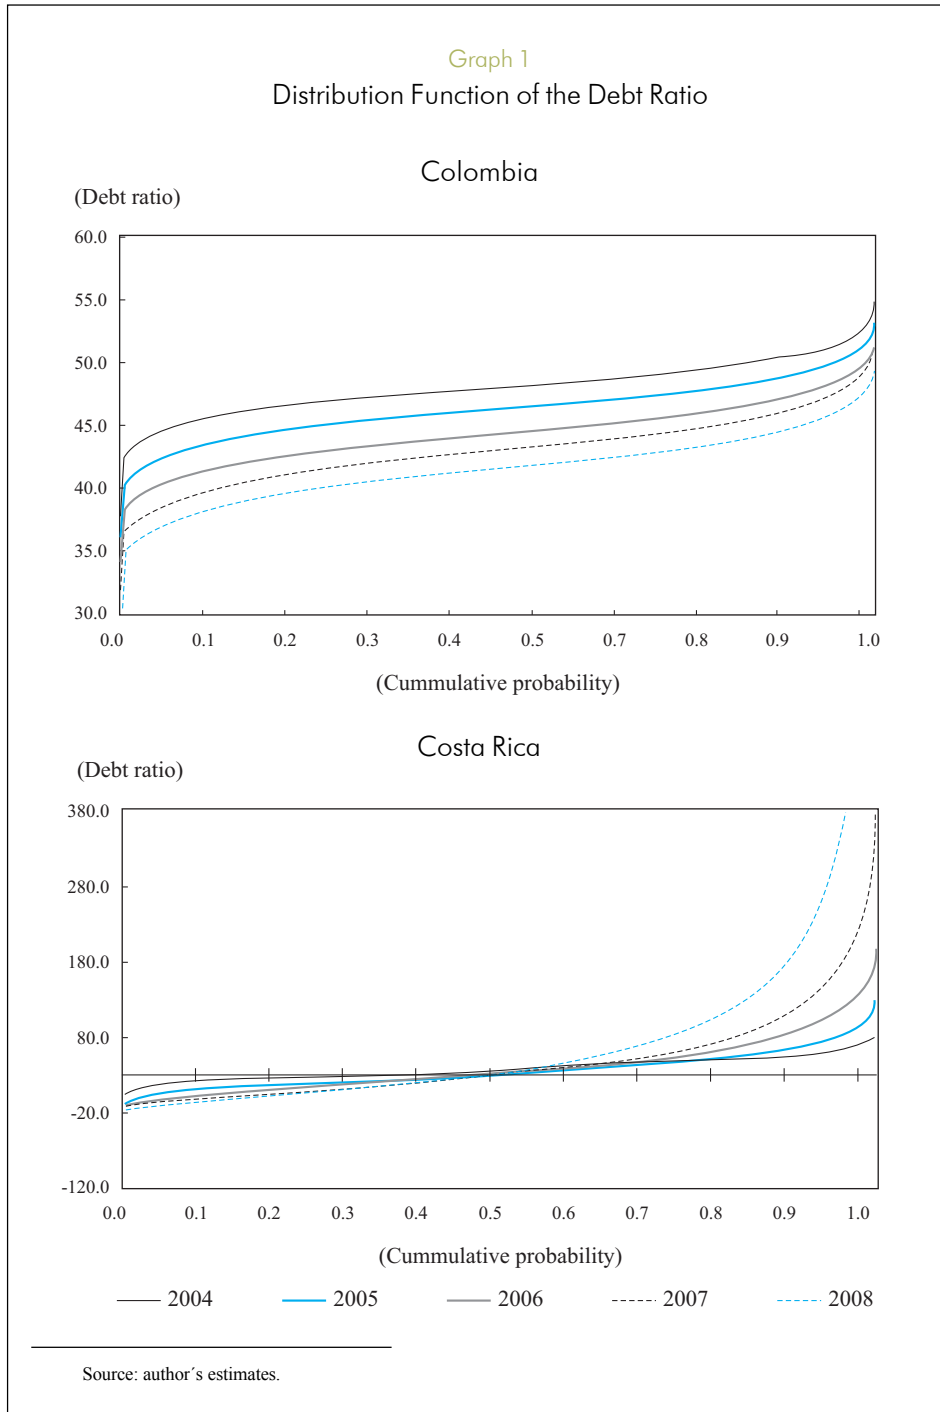 Graph 1
Distribution Function of the Debt Ratio
Colombia
(Debt ratio)
60.0
55.0
50.0
45.0
40.0
35.0
30.0
0.0 0.1 0.2 0.3 0.4 0.5 0.7 0.8 0.9 1.0
(Cummulative probability)
Costa Rica
(Debt ratio)
380.0
280.0
180.0
80.0
-20.0
-120.0
0.0 0.1 0.2 0.3 0.4 0.5 0.6 0.7 0.8 0.9 1.0
(Cummulative probability)
2004 2005 2006 2007 2008
Source: author´s estimates.